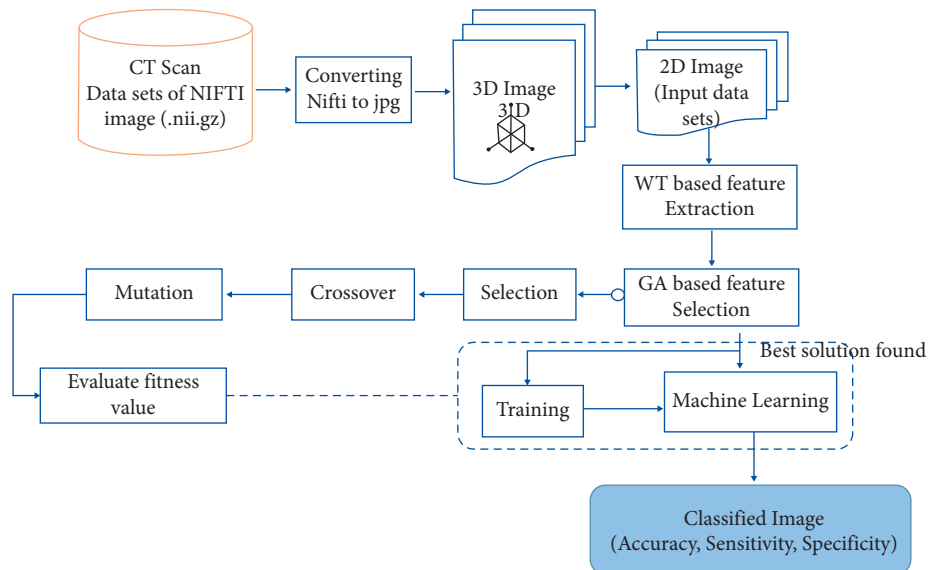 CT Scan
Data sets of NIFTI
image (.nii.gz)
Converting
Nifti to jpg
3D Image
3D
2D Image
(Input data
sets)
WT based feature
Extraction
GA based feature
Selection
Selection
Crossover
Mutation
Evaluate fitness
value
Best solution found
Training
Machine Learning
Classified Image
(Accuracy, Sensitivity, Specificity)